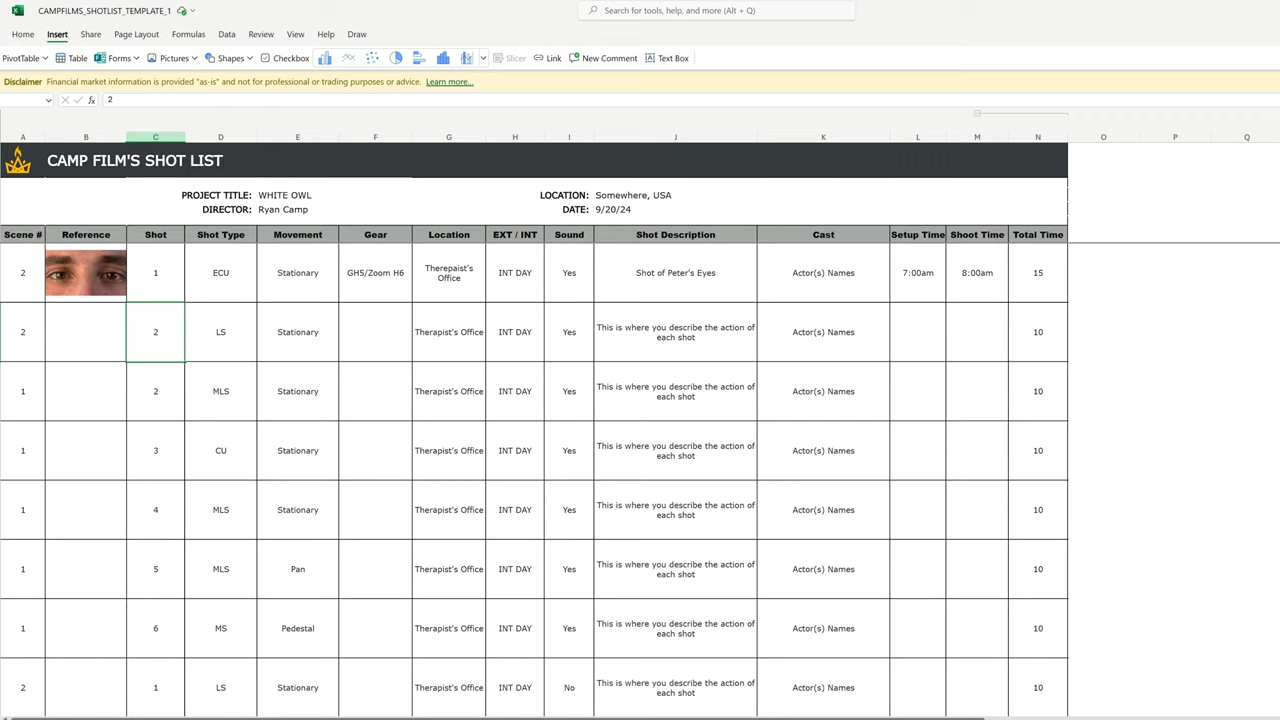 CAMPFILMS_SHOTLIST_TEMPLATE_1
Search for tools, help, and more (Alt + Q)
Home Insert Share Page Layout Formulas Data Review View Help Draw
PivotTable Table Forms Pictures Shapes Checkbox Slicer Link New Comment Text Box
Disclaimer Financial market information is provided "as-is" and not for professional or trading purposes or advice. Learn more...
fx 2
A B C D E F G H I J K L M N O P Q
CAMP FILM'S SHOT LIST
PROJECT TITLE: WHITE OWL LOCATION: Somewhere, USA
DIRECTOR: Ryan Camp DATE: 9/20/24
Scene # Reference Shot Shot Type Movement Gear Location EXT / INT Sound Shot Description Cast Setup Time Shoot Time Total Time
2 1 ECU Stationary GH5/Zoom H6 Therepaist's Office INT DAY Yes Shot of Peter's Eyes Actor(s) Names 7:00am 8:00am 15
2 2 LS Stationary Therapist's Office INT DAY Yes This is where you describe the action of each shot Actor(s) Names 10
1 2 MLS Stationary Therapist's Office INT DAY Yes This is where you describe the action of each shot Actor(s) Names 10
1 3 CU Stationary Therapist's Office INT DAY Yes This is where you describe the action of each shot Actor(s) Names 10
1 4 MLS Stationary Therapist's Office INT DAY Yes This is where you describe the action of each shot Actor(s) Names 10
1 5 MLS Pan Therapist's Office INT DAY Yes This is where you describe the action of each shot Actor(s) Names 10
1 6 MS Pedestal Therapist's Office INT DAY Yes This is where you describe the action of each shot Actor(s) Names 10
2 1 LS Stationary Therapist's Office INT DAY No This is where you describe the action of each shot Actor(s) Names 10